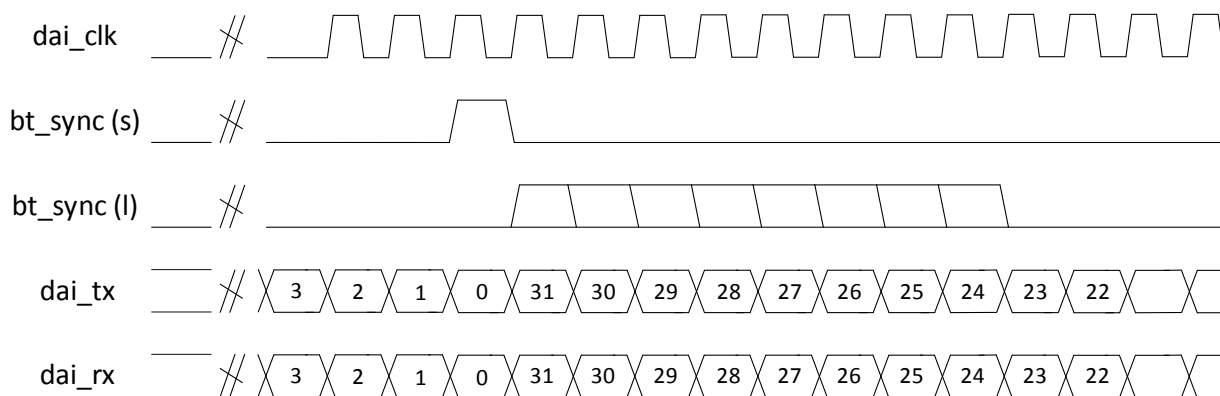 dai_clk
bt_sync (s)
bt_sync (l)
dai_tx 3 2 1 0 31 30 29 28 27 26 25 24 23 22
dai_rx 3 2 1 0 31 30 29 28 27 26 25 24 23 22